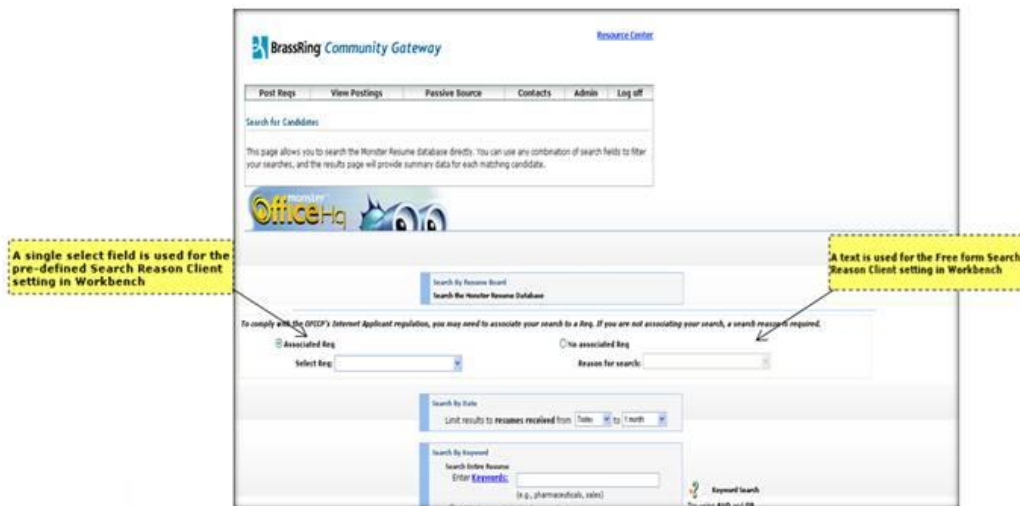 BrassRing Community Gateway
Resource Center
Post Reqs View Postings Passive Source Contacts Admin Log off
Search for Candidates
This page allows you to search the Monster Resume database directly. You can use any combination of search fields to filter
your searches, and the results page will provide summary data for each matching candidate.
monster
OfficeHQ
A single select field is used for the
pre-defined Search Reason Client
setting in Workbench
A text is used for the Free form Search
Reason Client setting in Workbench
Search By Resume Board
Search the Monster Resume Database
To comply with the OFCCP's Internet Applicant regulation, you may need to associate your search to a Req. If you are not associating your search, a search reason is required.
Associated Req
No associated Req
Select Req:
Reason for search:
Search By Date
Limit results to resumes received from Today to 1 month
Search By Keyword
Search Entire Resume
Enter Keywords:
(e.g., pharmaceuticals, sales)
Keyword Search